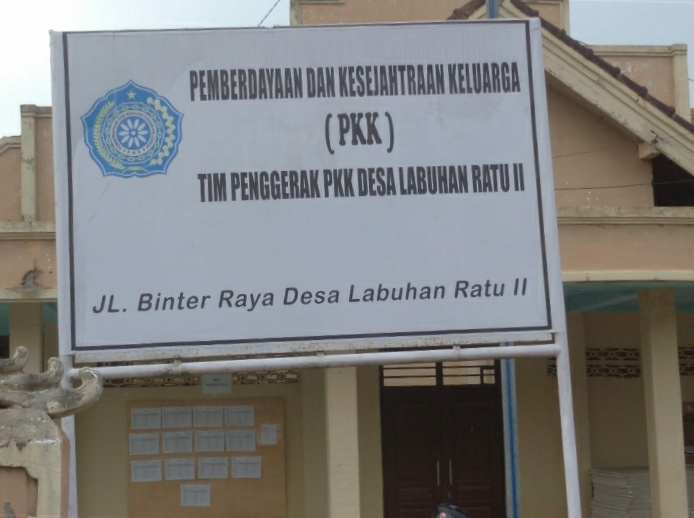 PEMBERDAYAAN DAN KESEJAHTRAAN KELUARGA
( PKK )
TIM PENGGERAK PKK DESA LABUHAN RATU II
JL. Binter Raya Desa Labuhan Ratu II